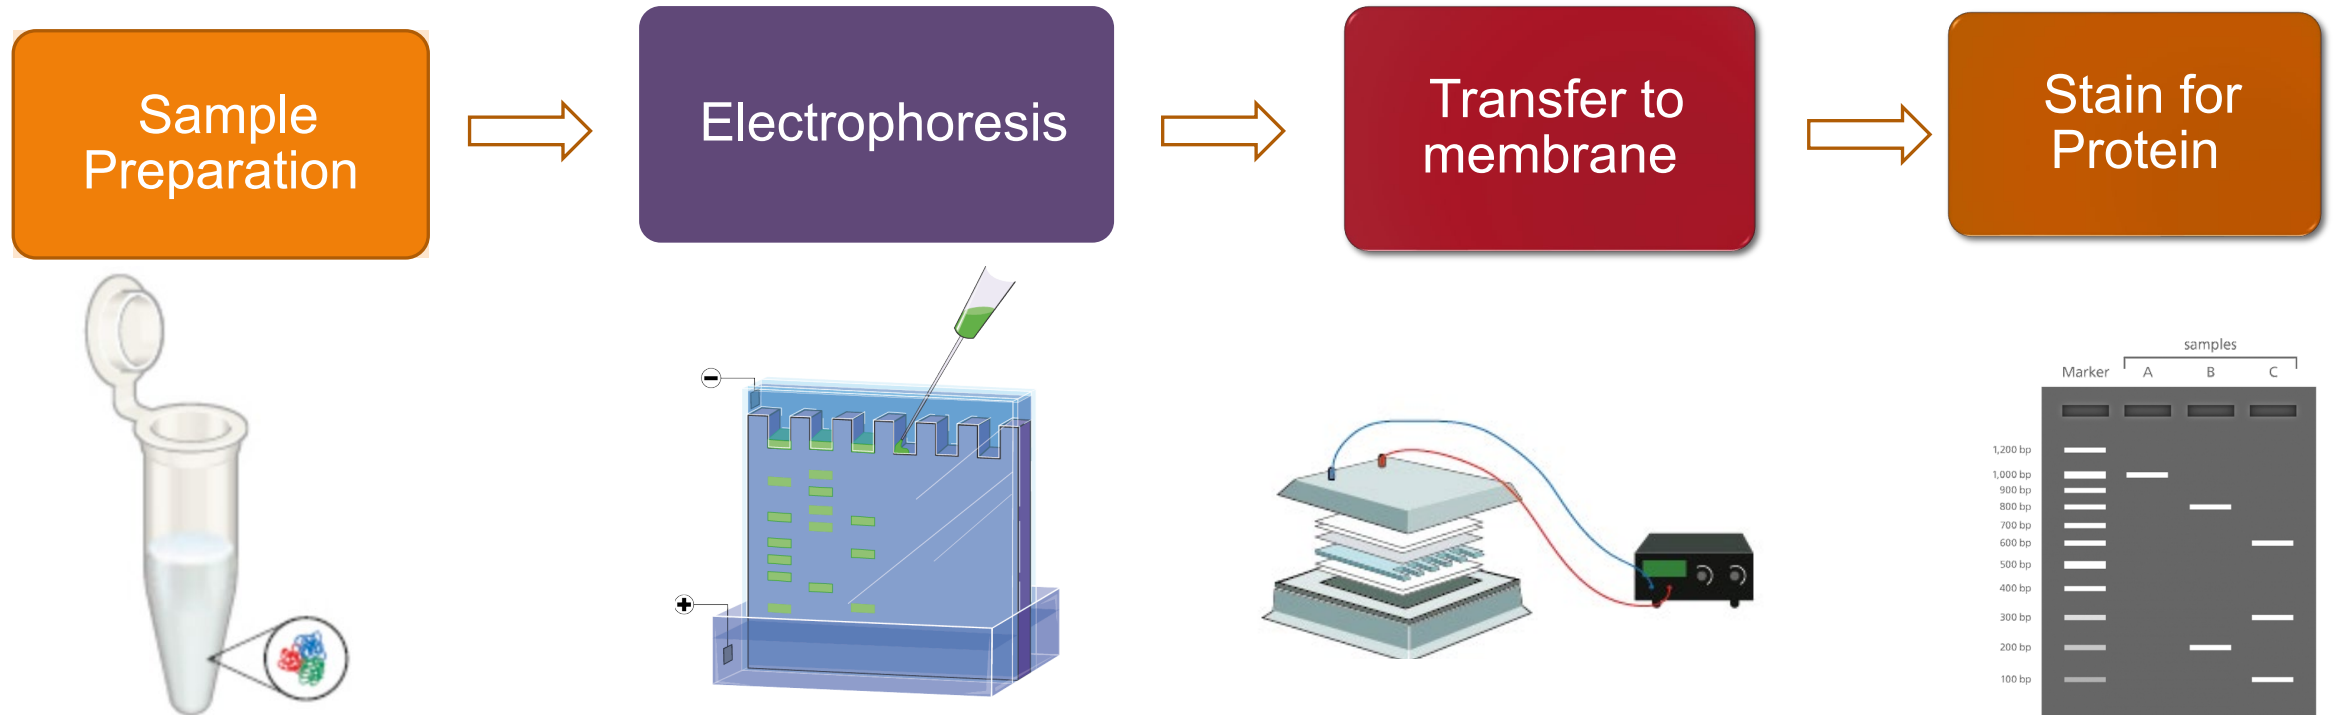 Sample
Preparation
Electrophoresis
Transfer to
membrane
Stain for
Protein
samples
Marker A B C
1,200 bp
1,000 bp
900 bp
800 bp
700 bp
600 bp
500 bp
400 bp
300 bp
200 bp
100 bp